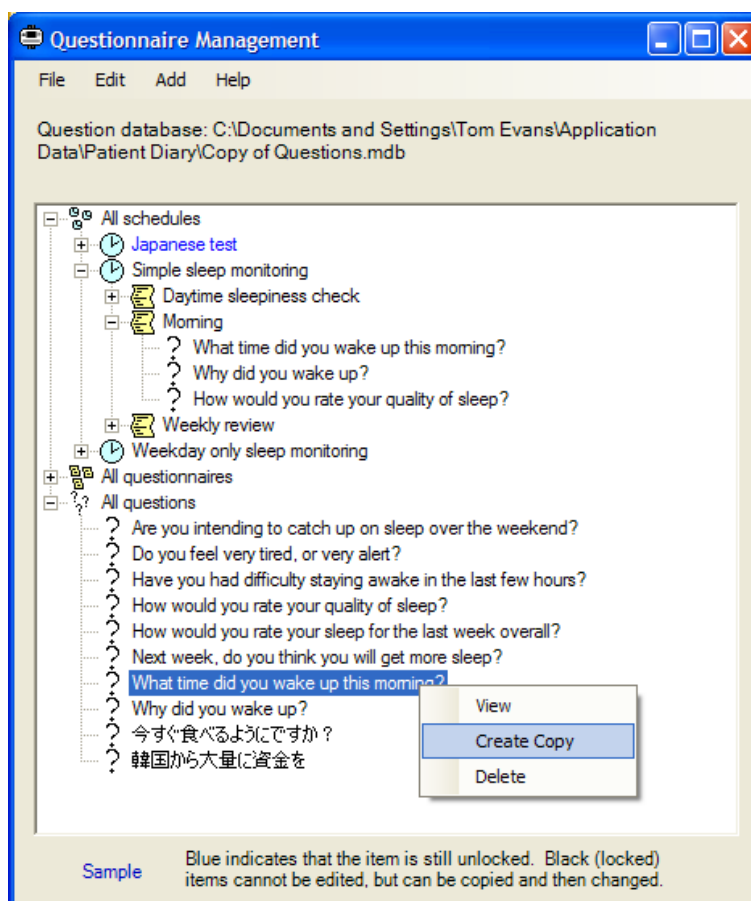 Questionnaire Management
File Edit Add Help
Question database: C:\Documents and Settings\Tom Evans\Application
Data\Patient Diary\Copy of Questions.mdb
All schedules
Japanese test
Simple sleep monitoring
Daytime sleepiness check
Morning
What time did you wake up this morning?
Why did you wake up?
How would you rate your quality of sleep?
Weekly review
Weekday only sleep monitoring
All questionnaires
All questions
Are you intending to catch up on sleep over the weekend?
Do you feel very tired, or very alert?
Have you had difficulty staying awake in the last few hours?
How would you rate your quality of sleep?
How would you rate your sleep for the last week overall?
Next week, do you think you will get more sleep?
What time did you wake up this morning?
Why did you wake up?
今すぐ食べるようにですか？
韓国から大量に資金を
View
Create Copy
Delete
Sample
Blue indicates that the item is still unlocked. Black (locked)
items cannot be edited, but can be copied and then changed.